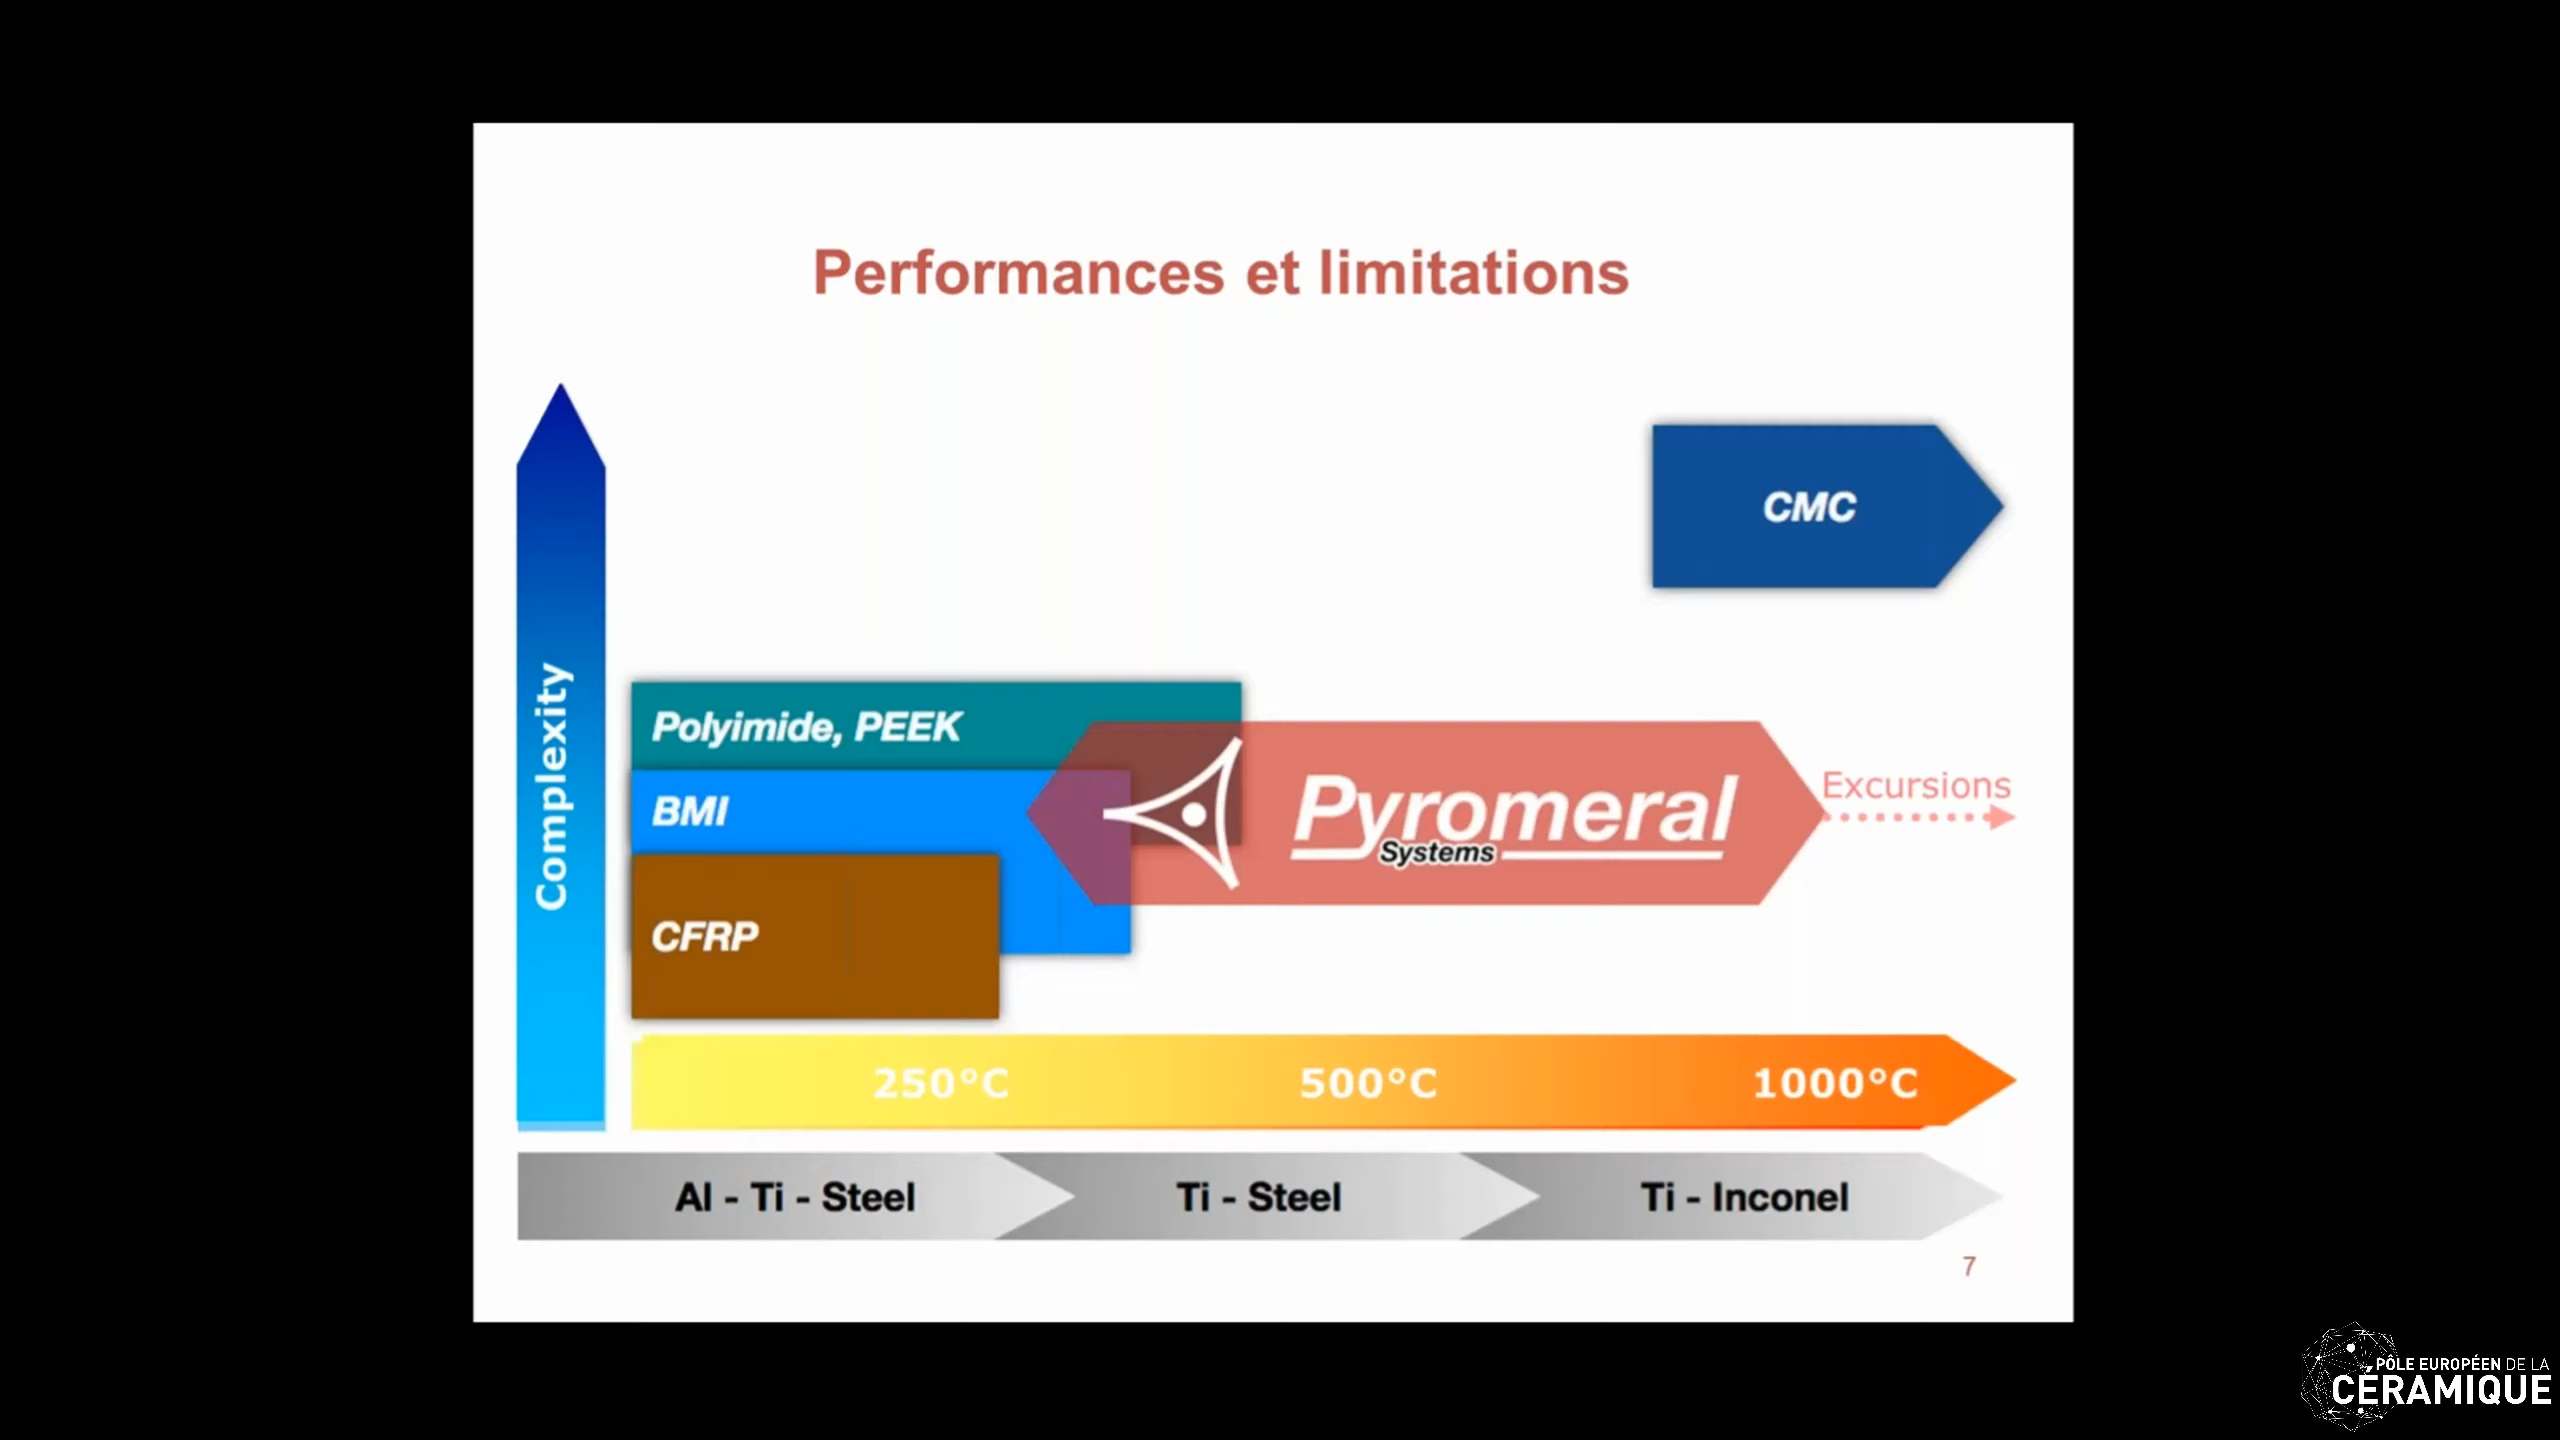 Performances et limitations
CMC
Complexity
Polyimide, PEEK
BMI
CFRP
Pyromeral
Systems
Excursions
250°C 500°C 1000°C
Al - Ti - Steel Ti - Steel Ti - Inconel
7
PÔLE EUROPÉEN DE LA
CÉRAMIQUE